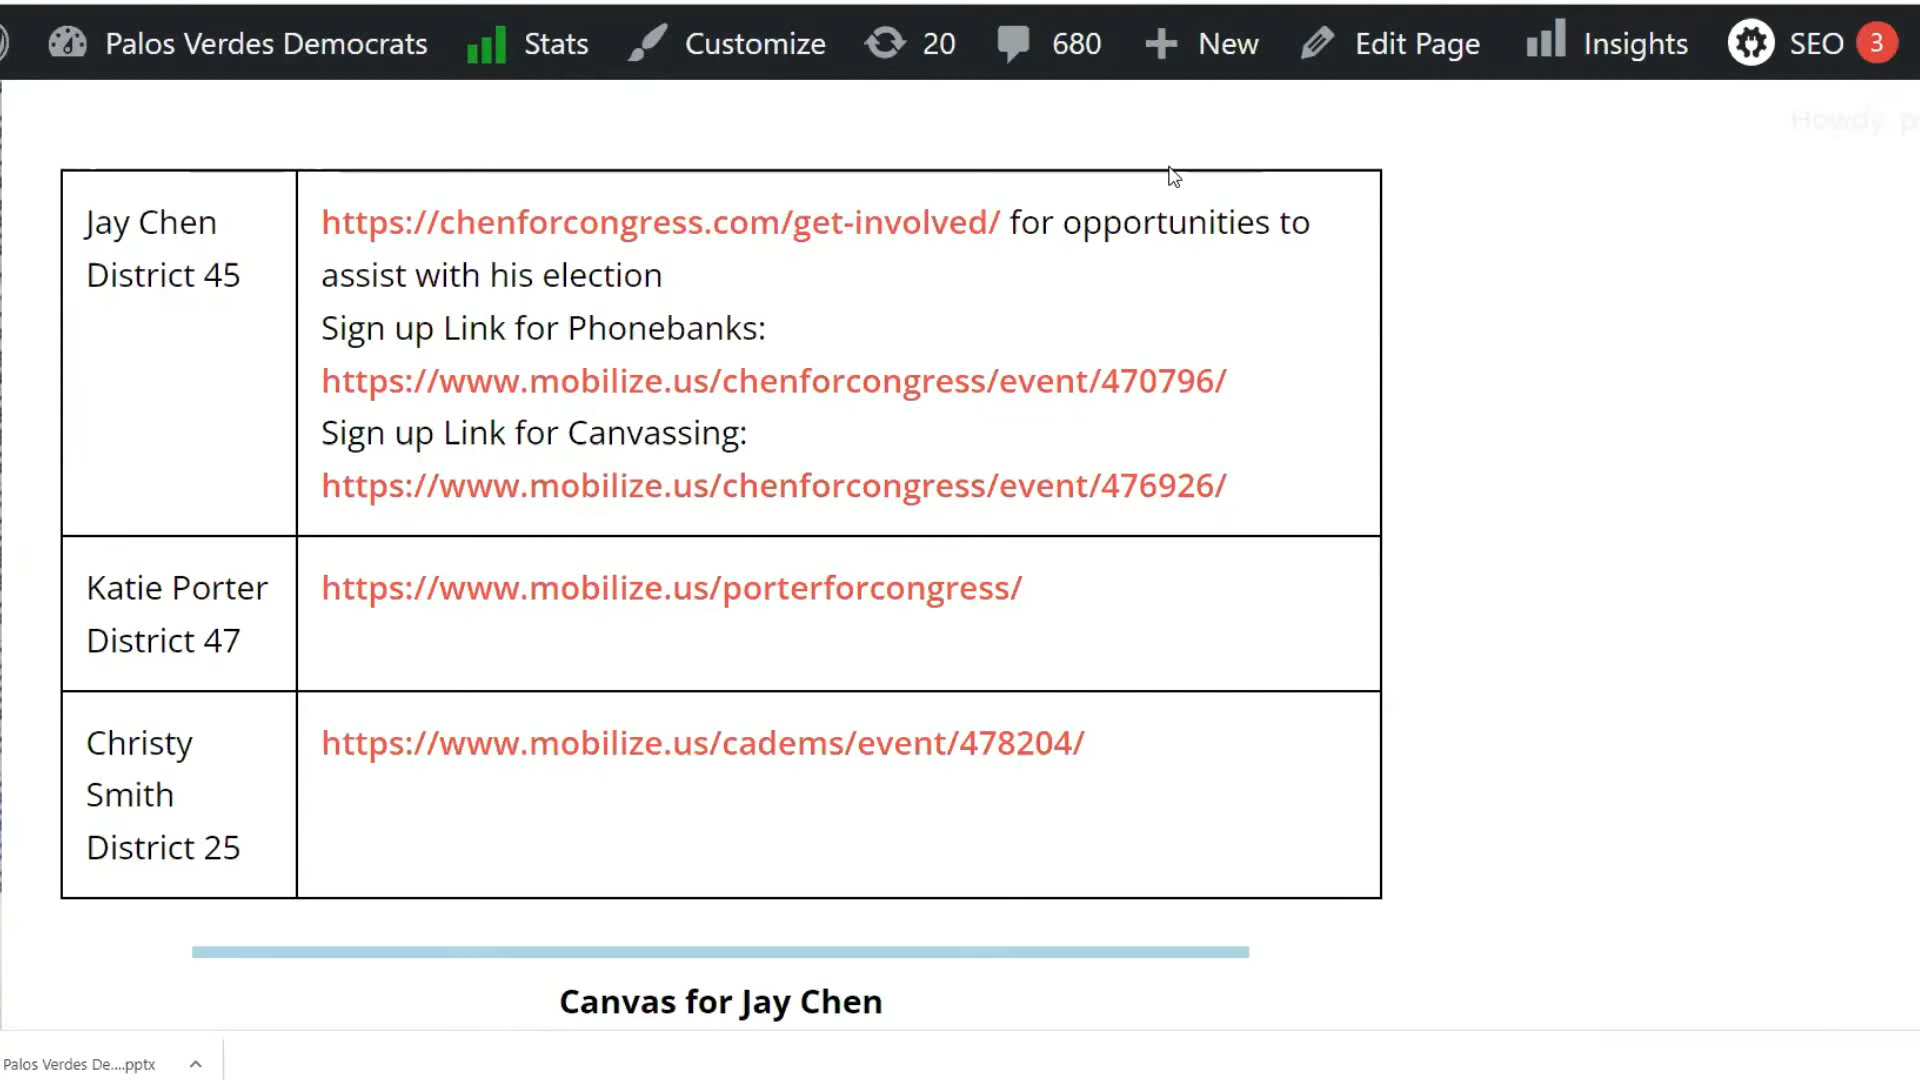 Palos Verdes Democrats Stats Customize 20 680 New Edit Page Insights SEO 3
Howdy
Jay Chen
District 45
https://chenforcongress.com/get-involved/ for opportunities to
assist with his election
Sign up Link for Phonebanks:
https://www.mobilize.us/chenforcongress/event/470796/
Sign up Link for Canvassing:
https://www.mobilize.us/chenforcongress/event/476926/
Katie Porter
District 47
https://www.mobilize.us/porterforcongress/
Christy
Smith
District 25
https://www.mobilize.us/cadems/event/478204/
Canvas for Jay Chen
Palos Verdes De....pptx